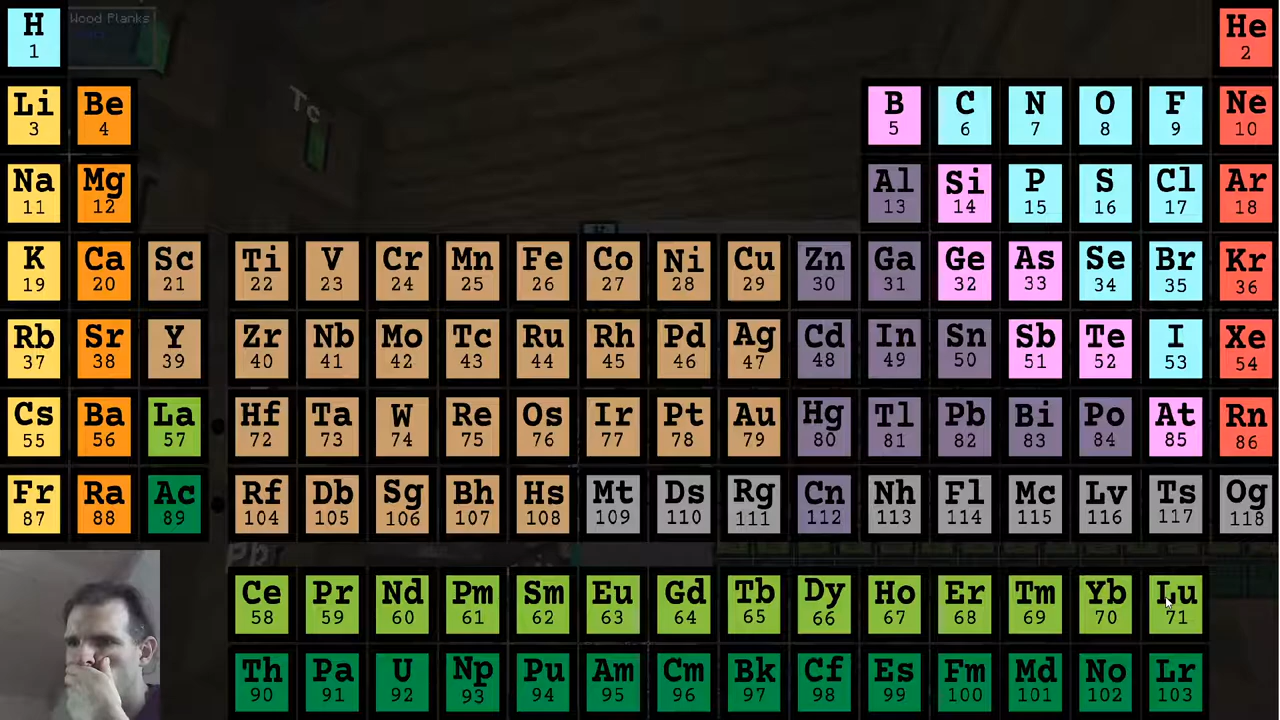 Wood Planks
H He
1 2
Tc
Li Be B C N O F Ne
3 4 5 6 7 8 9 10
Na Mg Al Si P S Cl Ar
11 12 13 14 15 16 17 18
K Ca Sc Ti V Cr Mn Fe Co Ni Cu Zn Ga Ge As Se Br Kr
19 20 21 22 23 24 25 26 27 28 29 30 31 32 33 34 35 36
Rb Sr Y Zr Nb Mo Tc Ru Rh Pd Ag Cd In Sn Sb Te I Xe
37 38 39 40 41 42 43 44 45 46 47 48 49 50 51 52 53 54
Cs Ba La Hf Ta W Re Os Ir Pt Au Hg Tl Pb Bi Po At Rn
55 56 57 72 73 74 75 76 77 78 79 80 81 82 83 84 85 86
Fr Ra Ac Rf Db Sg Bh Hs Mt Ds Rg Cn Nh Fl Mc Lv Ts Og
87 88 89 104 105 106 107 108 109 110 111 112 113 114 115 116 117 118
Pb
Ce Pr Nd Pm Sm Eu Gd Tb Dy Ho Er Tm Yb Lu
58 59 60 61 62 63 64 65 66 67 68 69 70 71
Th Pa U Np Pu Am Cm Bk Cf Es Fm Md No Lr
90 91 92 93 94 95 96 97 98 99 100 101 102 103